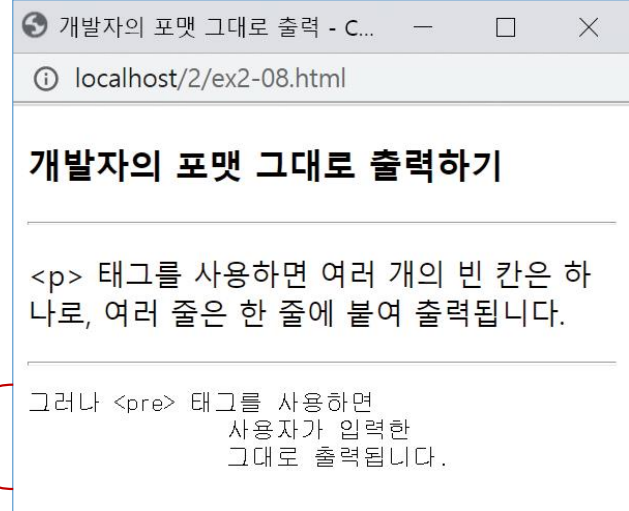 개발자의 포맷 그대로 출력 - C...
localhost/2/ex2-08.html
개발자의 포맷 그대로 출력하기
<p> 태그를 사용하면 여러 개의 빈 칸은 하
나로, 여러 줄은 한 줄에 붙여 출력됩니다.
그러나 <pre> 태그를 사용하면
사용자가 입력한
그대로 출력됩니다.